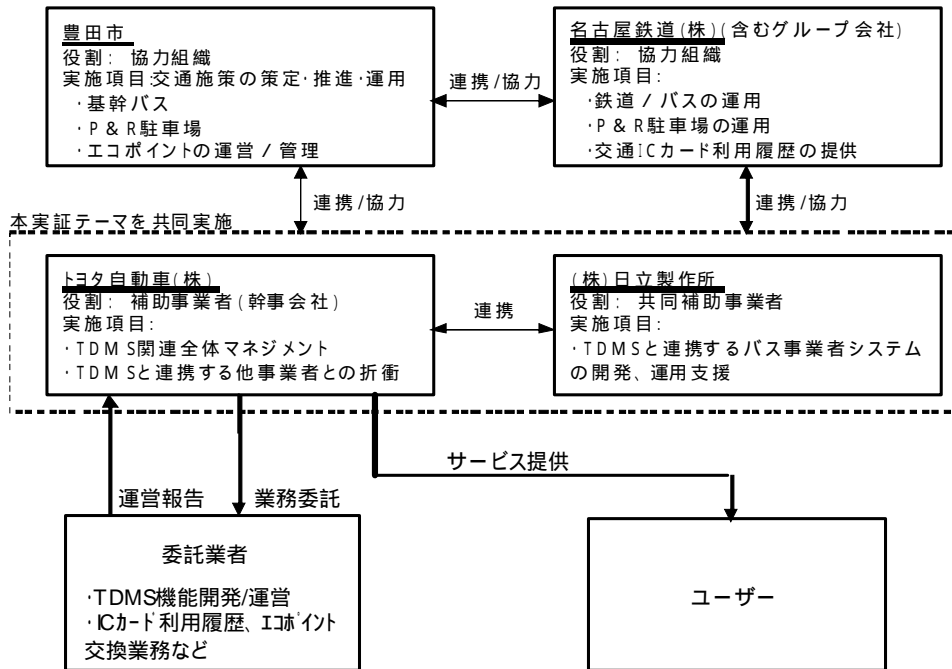 豊田市
役割: 協力組織
実施項目:交通施策の策定・推進・運用
・基幹バス
・P&R駐車場
・エコポイントの運営/管理
連携/協力
名古屋鉄道(株)(含むグループ会社)
役割: 協力組織
実施項目:
・鉄道/バスの運用
・P&R駐車場の運用
・交通ICカード利用履歴の提供
連携/協力
連携/協力
本実証テーマを共同実施
トヨタ自動車(株)
役割: 補助事業者(幹事会社)
実施項目:
・TDMS関連全体マネジメント
・TDMSと連携する他事業者との折衝
連携
(株)日立製作所
役割: 共同補助事業者
実施項目:
・TDMSと連携するバス事業者システム
の開発、運用支援
運営報告
業務委託
サービス提供
委託業者
・TDMS機能開発/運営
・ICカード利用履歴、エコポイント
交換業務など
ユーザー